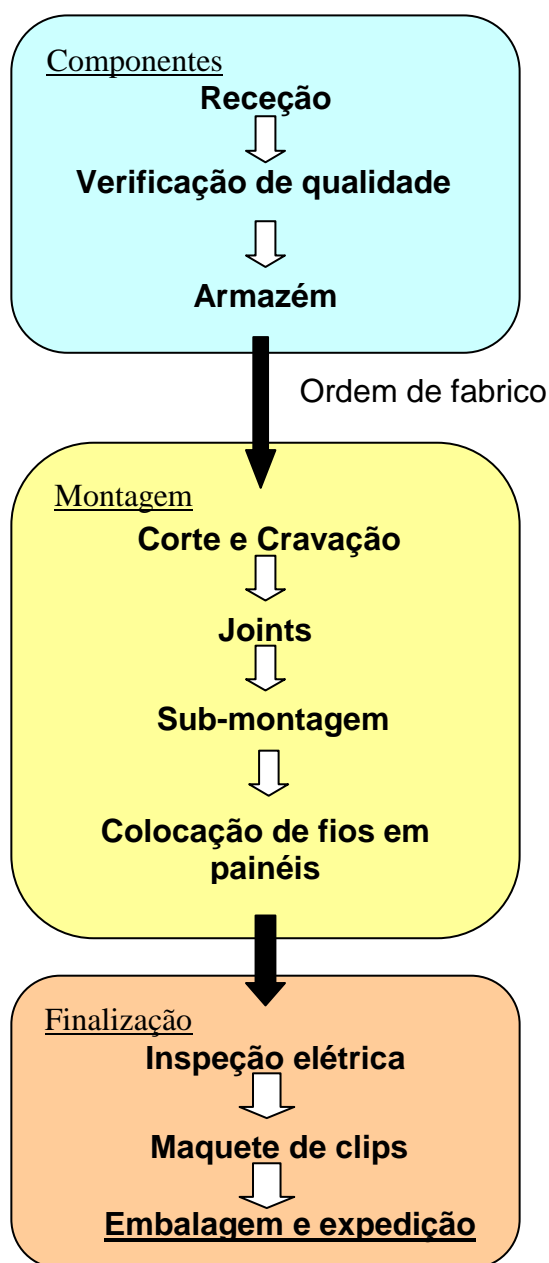 Componentes
Receção
Verificação de qualidade
Armazém
Ordem de fabrico
Montagem
Corte e Cravação
Joints
Sub-montagem
Colocação de fios em
painéis
Finalização
Inspeção elétrica
Maquete de clips
Embalagem e expedição